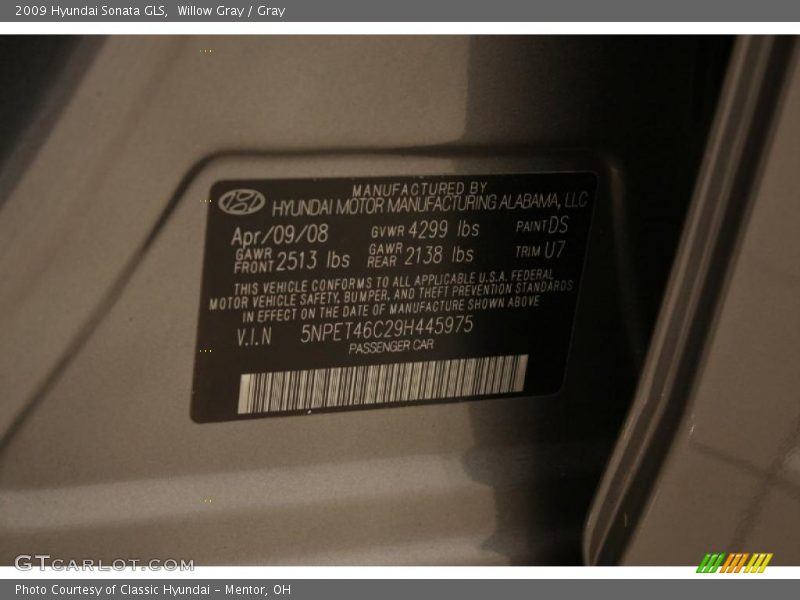 2009 Hyundai Sonata GLS, Willow Gray / Gray
MANUFACTURED BY
HYUNDAI MOTOR MANUFACTURING ALABAMA, LLC
Apr/09/08 GVWR 4299 lbs PAINT DS
GAWR FRONT 2513 lbs GAWR REAR 2138 lbs TRIM U7
THIS VEHICLE CONFORMS TO ALL APPLICABLE U.S.A. FEDERAL
MOTOR VEHICLE SAFETY, BUMPER, AND THEFT PREVENTION STANDARDS
IN EFFECT ON THE DATE OF MANUFACTURE SHOWN ABOVE
V.I.N 5NPET46C29H445975
PASSENGER CAR
GTCARLOT.COM
Photo Courtesy of Classic Hyundai - Mentor, OH